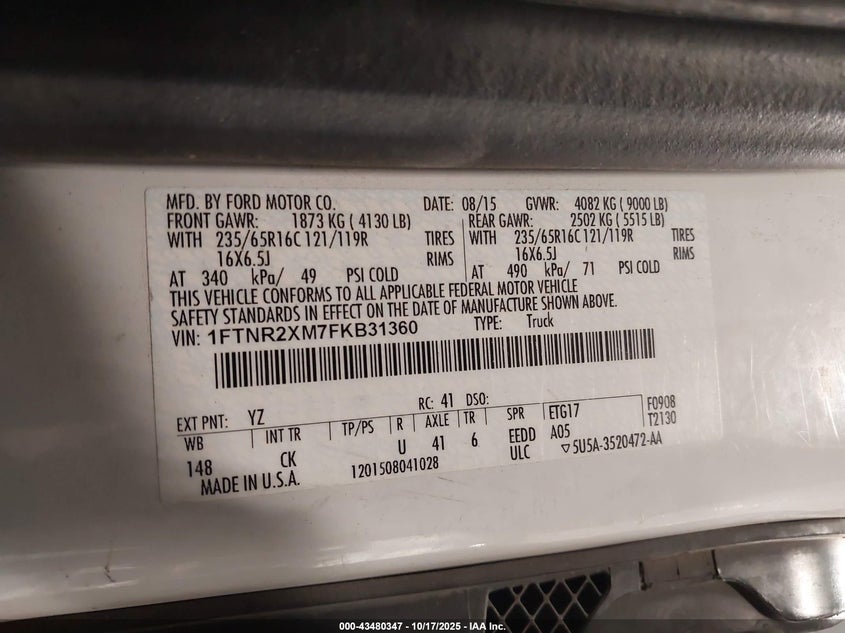 MFD. BY FORD MOTOR CO. DATE: 08/15 GVWR: 4082 KG ( 9000 LB)
FRONT GAWR: 1873 KG ( 4130 LB) REAR GAWR: 2502 KG ( 5515 LB)
WITH 235/65R16C 121/119R TIRES WITH 235/65R16C 121/119R TIRES
16X6.5J RIMS 16X6.5J RIMS
AT 340 kPa/ 49 PSI COLD AT 490 kPa/ 71 PSI COLD
THIS VEHICLE CONFORMS TO ALL APPLICABLE FEDERAL MOTOR VEHICLE
SAFETY STANDARDS IN EFFECT ON THE DATE OF MANUFACTURE SHOWN ABOVE.
VIN: 1FTNR2XM7FKB31360 TYPE: Truck
EXT PNT: YZ RC: 41 DSO:
WB INT TR TP/PS R AXLE TR SPR ETG17 F0908
T2130
148 CK U 41 6 EEDD A05
ULC ▽5U5A-3520472-AA
MADE IN U.S.A. 1201508041028
000-43480347 - 10/17/2025 - IAA Inc.